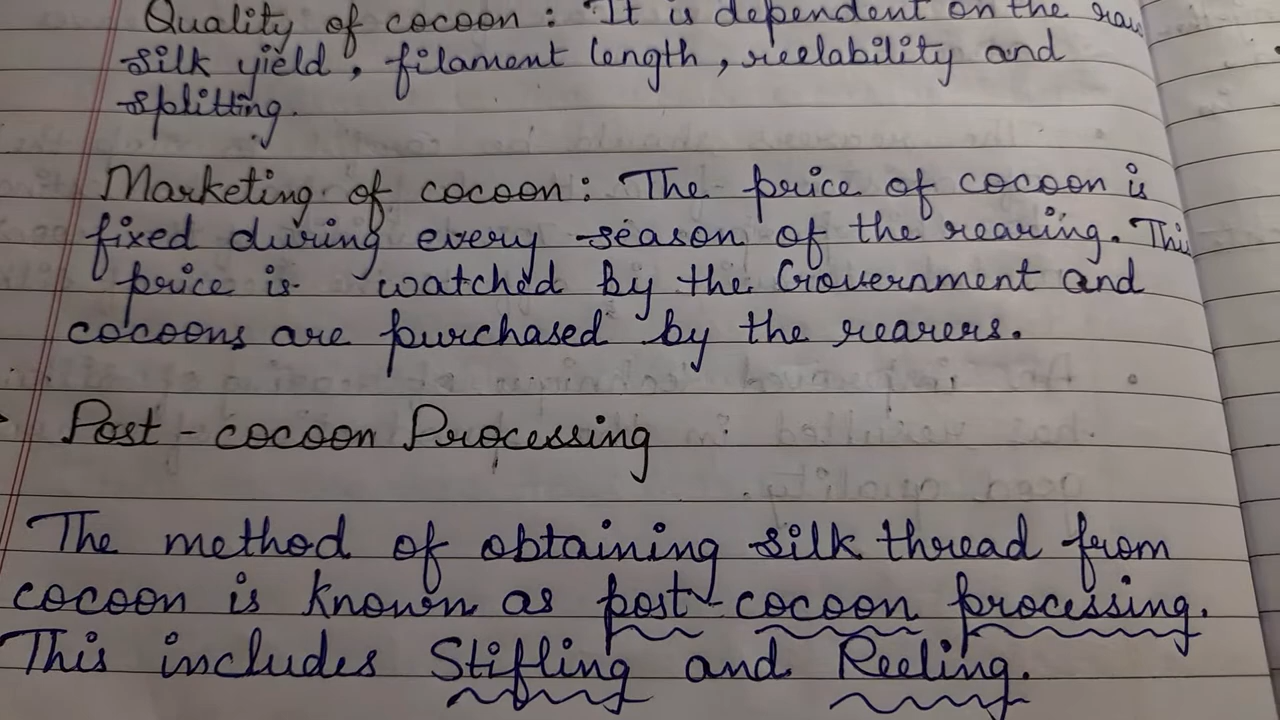 Quality of cocoon : It is dependent on the raw
silk yield, filament length, reelability and
splitting.
Marketing of cocoon : The price of cocoon is
fixed during every season of the rearing. This
price is watched by the Government and
cocoons are purchased by the rearers.
Post - cocoon Processing
The method of obtaining silk thread from
cocoon is known as post-cocoon processing.
This includes Stifling and Reeling.